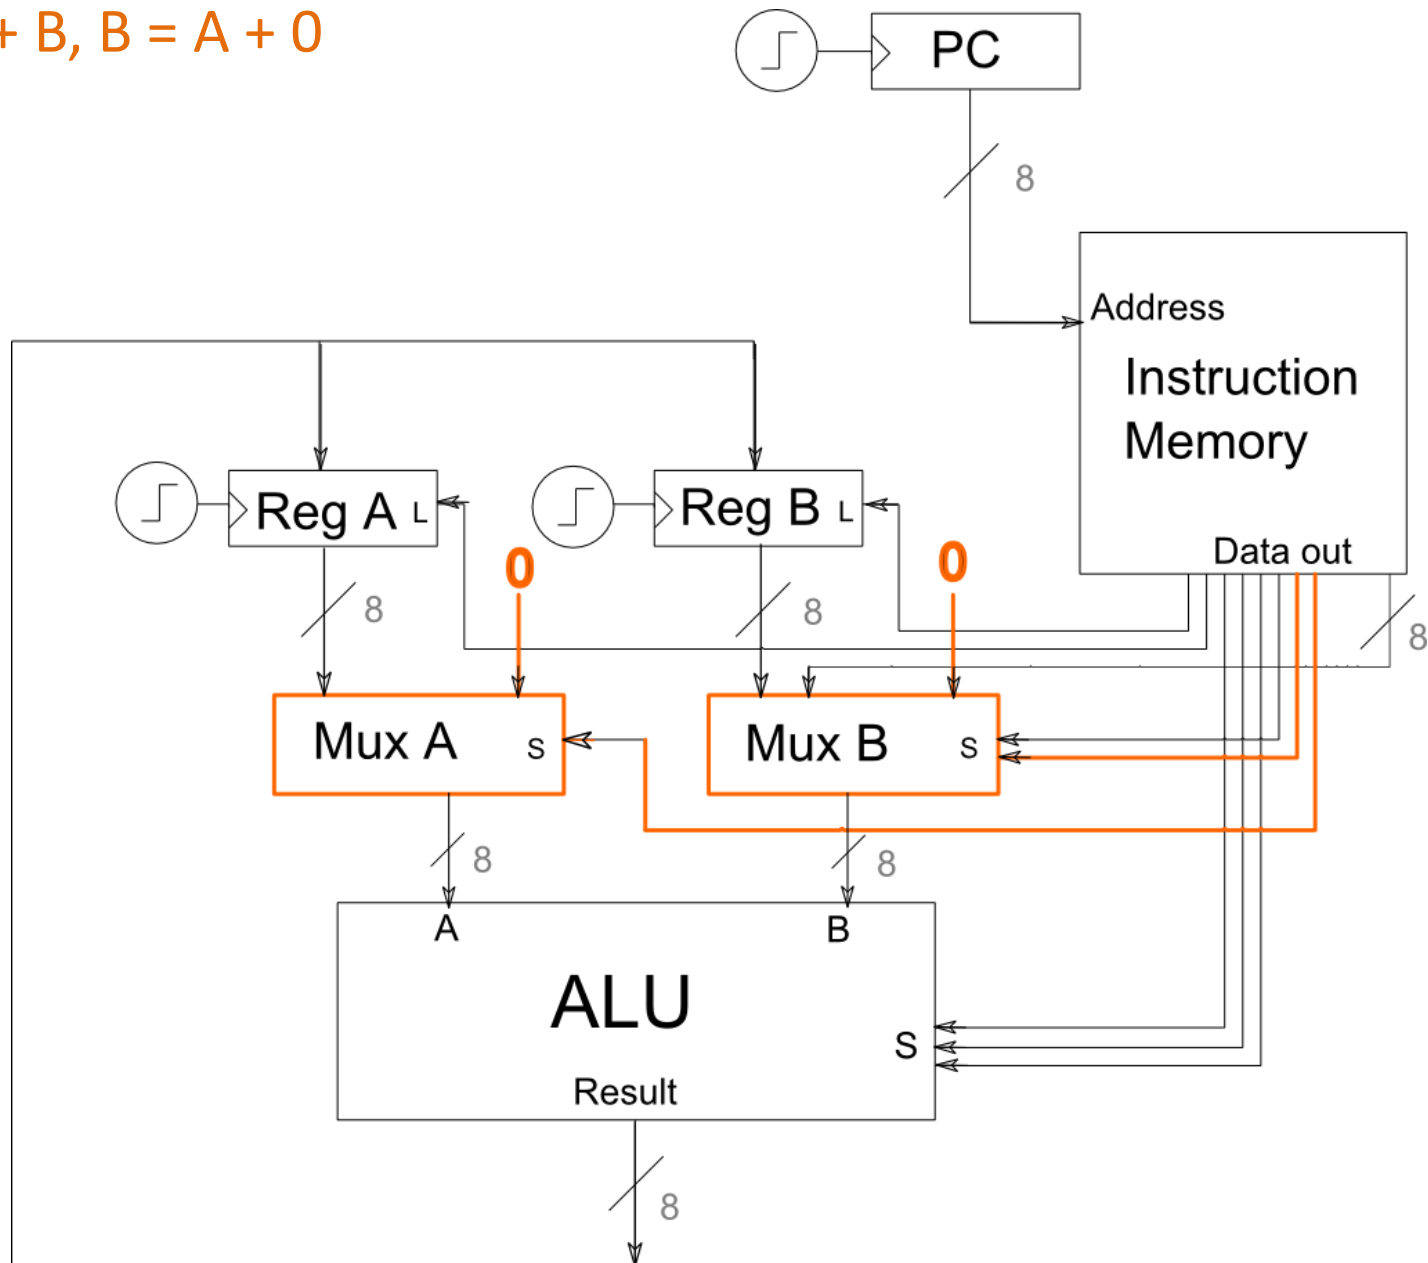 + B, B = A + 0
PC
8
Address
Instruction
Memory
Data out
Reg A L
Reg B L
0
0
8
8
8
Mux A S
Mux B S
8
8
A
B
ALU
S
Result
8